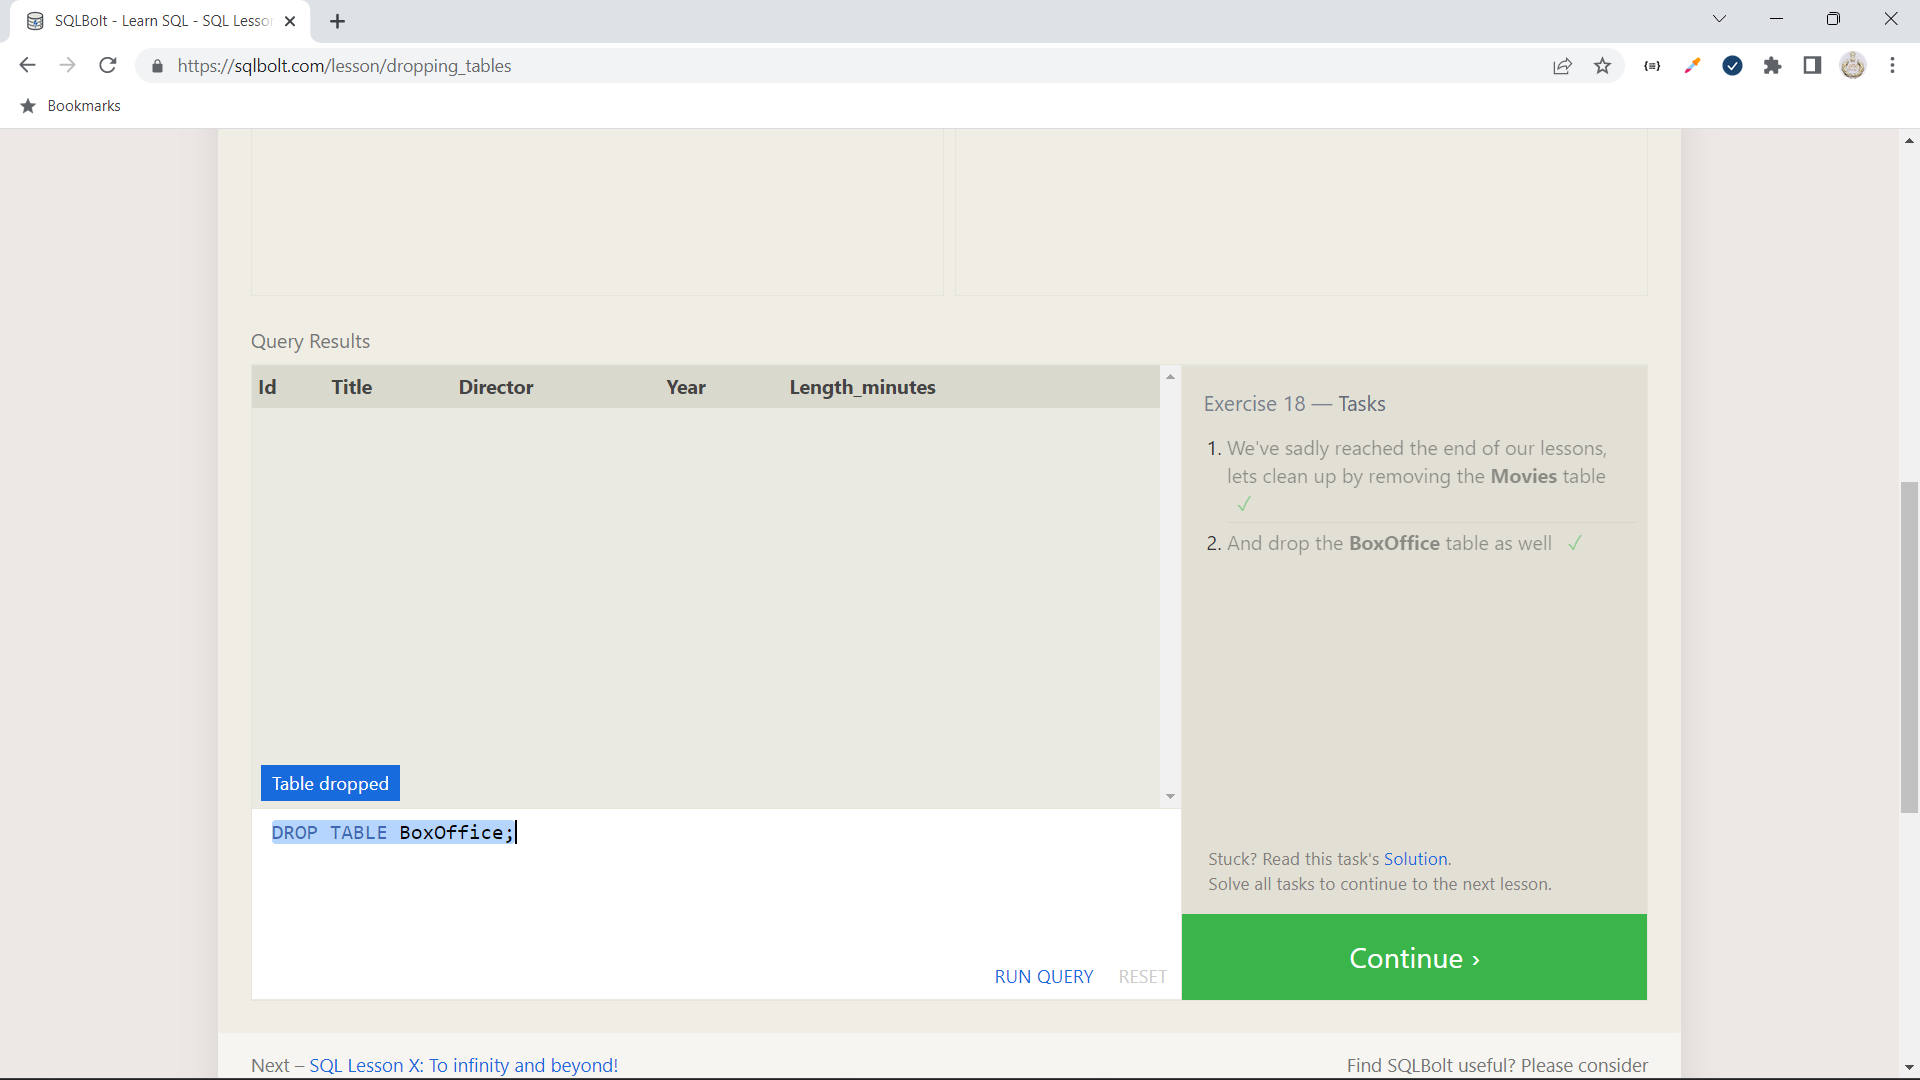 SQLBolt - Learn SQL - SQL Lesso
https://sqlbolt.com/lesson/dropping_tables
Bookmarks
Query Results
Id Title Director Year Length_minutes
Exercise 18 — Tasks
1. We've sadly reached the end of our lessons,
lets clean up by removing the Movies table
✓
2. And drop the BoxOffice table as well ✓
Table dropped
DROP TABLE BoxOffice;
Stuck? Read this task's Solution.
Solve all tasks to continue to the next lesson.
RUN QUERY RESET
Continue ›
Next – SQL Lesson X: To infinity and beyond!
Find SQLBolt useful? Please consider